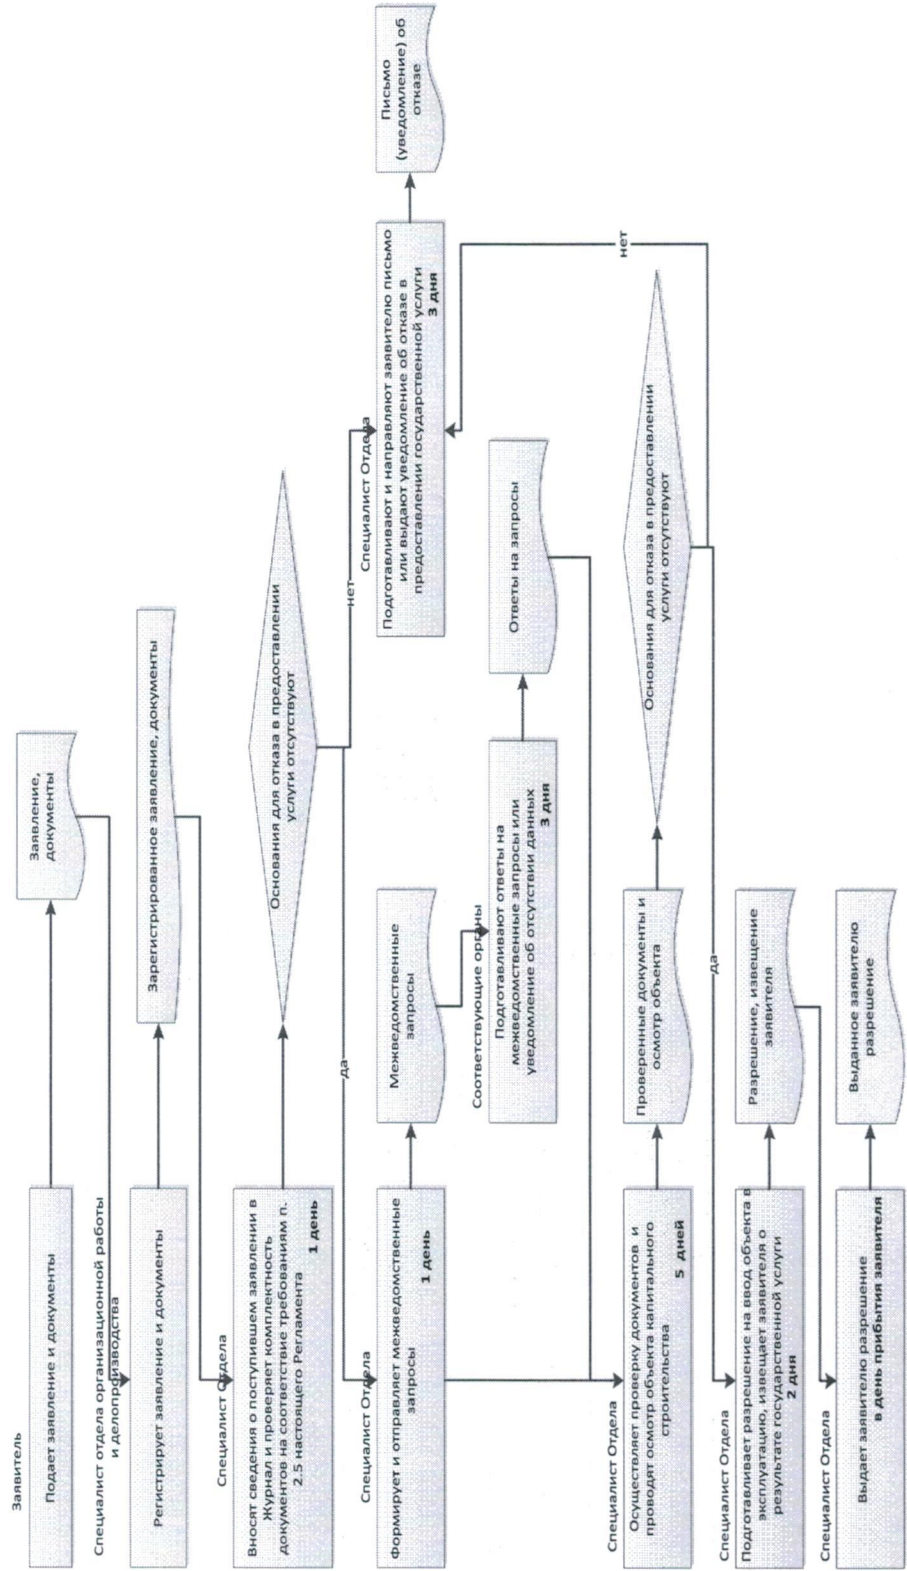 Заявитель
Подает заявление и документы
Заявление,
документы
Специалист отдела организационной работы
и делопроизводства
Регистрирует заявление и документы
Зарегистрированное заявление, документы
Специалист Отдела
Вносят сведения о поступившем заявлении в
Журнал и проверяет комплектность
документов на соответствие требованиям п.
2.5 настоящего Регламента
1 день
Основания для отказа в предоставлении
услуги отсутствуют
нет
да
Специалист Отдела
Подготавливают и направляют заявителю письмо
или выдают уведомление об отказе в
предоставлении государственной услуги
3 дня
Письмо
(уведомление) об
отказе
Специалист Отдела
Формирует и отправляет межведомственные
запросы
1 день
Межведомственные
запросы
Соответствующие органы
Подготавливают ответы на
межведомственные запросы или
уведомление об отсутствии данных
3 дня
Ответы на запросы
Специалист Отдела
Осуществляет проверку документов и
проводят осмотр объекта капитального
строительства
5 дней
Проверенные документы и
осмотр объекта
Основания для отказа в предоставлении
услуги отсутствуют
нет
да
Специалист Отдела
Подготавливает разрешение на ввод объекта в
эксплуатацию, извещает заявителя о
результате государственной услуги
2 дня
Разрешение, извещение
заявителя
Специалист Отдела
Выдает заявителю разрешение
в день прибытия заявителя
Выданное заявителю
разрешение